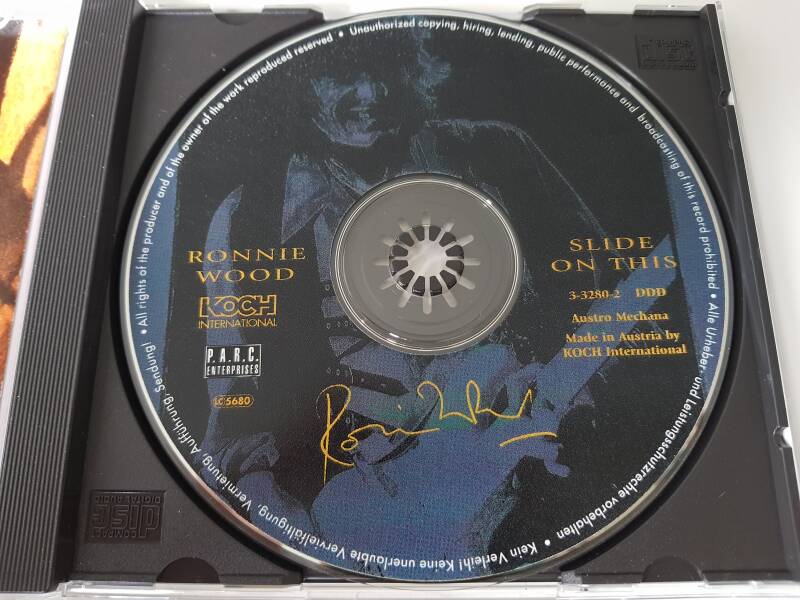 • Unauthorized copying, hiring, lending, public performance and broadcasting of this record prohibited • Alle Urheber- und Leistungsschutzrechte vorbehalten • Kein Verleih! Keine unerlaubte Vervielfältigung, Vermietung, Aufführung, Sendung! • All rights of the producer and of the owner of the work reproduced reserved
RONNIE
WOOD
SLIDE
ON THIS
KOCH
INTERNATIONAL
3-3280-2 DDD
Austro Mechana
Made in Austria by
KOCH International
P.A.R.C.
ENTERPRISES
LC 5680
Ronnie Wood
COMPACT
disc
DIGITAL AUDIO